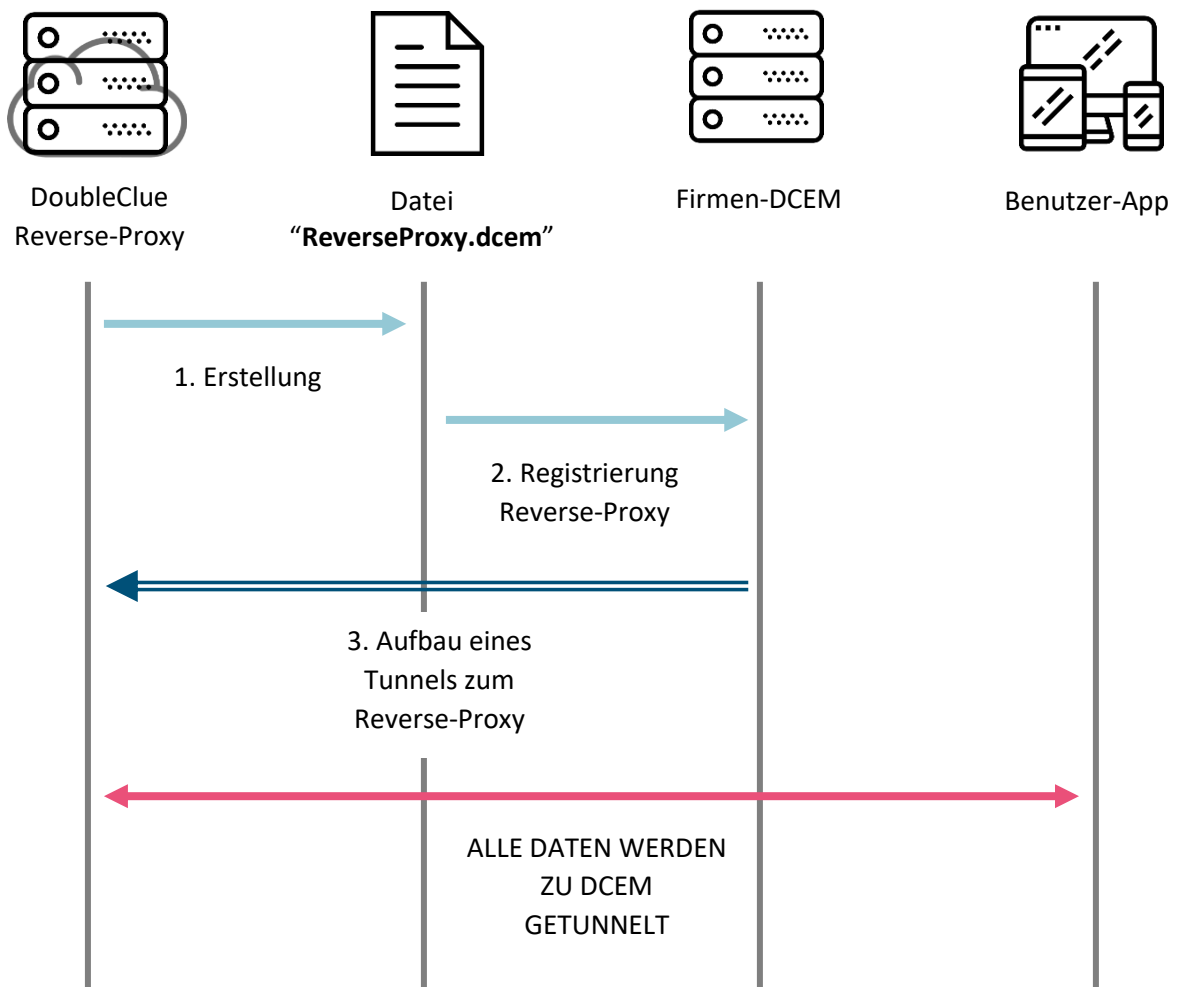 DoubleClue
Reverse-Proxy
Datei
“ReverseProxy.dcem”
Firmen-DCEM
Benutzer-App
1. Erstellung
2. Registrierung
Reverse-Proxy
3. Aufbau eines
Tunnels zum
Reverse-Proxy
ALLE DATEN WERDEN
ZU DCEM
GETUNNELT